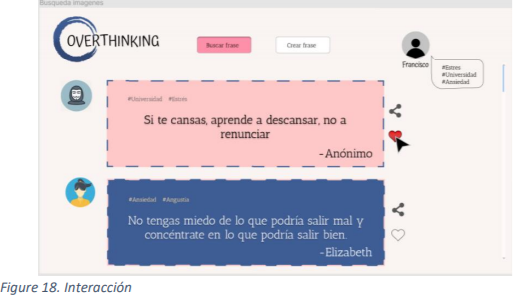 Busqueda Imagenes
OVERTHINKING
Buscar frase
Crear frase
Francisco
#Estres
#Universidad
#Ansiedad
#Universidad #Estres
Si te cansas, aprende a descansar, no a
renunciar
-Anónimo
#Ansiedad #Angustia
No tengas miedo de lo que podría salir mal y
concéntrate en lo que podría salir bien.
-Elizabeth
Figure 18. Interacción